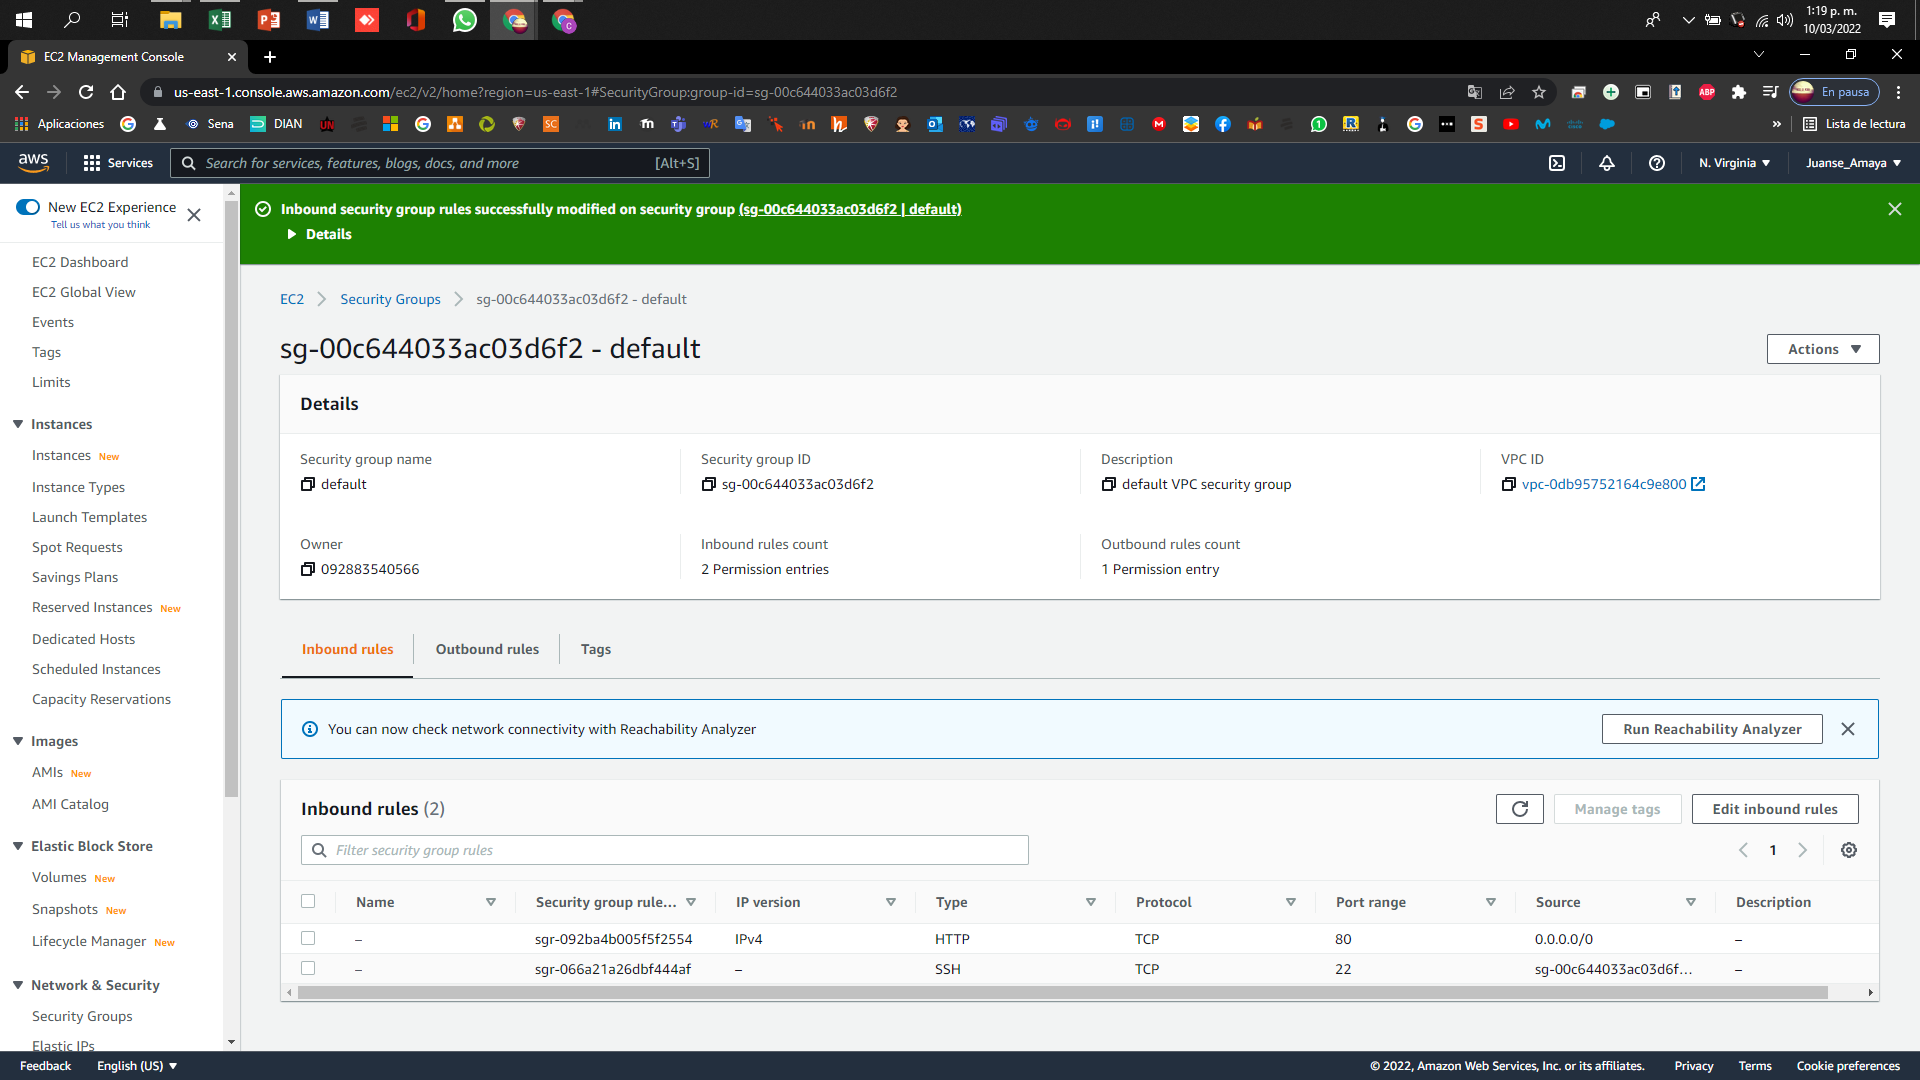 1:19 p. m.
10/03/2022
EC2 Management Console
us-east-1.console.aws.amazon.com/ec2/v2/home?region=us-east-1#SecurityGroup:group-id=sg-00c644033ac03d6f2
ABP
En pausa
Aplicaciones
Sena
DIAN
Lista de lectura
aws
Services
Search for services, features, blogs, docs, and more
[Alt+S]
N. Virginia
Juanse_Amaya
New EC2 Experience
Tell us what you think
EC2 Dashboard
EC2 Global View
Events
Tags
Limits
Instances
Instances New
Instance Types
Launch Templates
Spot Requests
Savings Plans
Reserved Instances New
Dedicated Hosts
Scheduled Instances
Capacity Reservations
Images
AMIs New
AMI Catalog
Elastic Block Store
Volumes New
Snapshots New
Lifecycle Manager New
Network & Security
Security Groups
Elastic IPs
Inbound security group rules successfully modified on security group (sg-00c644033ac03d6f2 | default)
Details
EC2 > Security Groups > sg-00c644033ac03d6f2 - default
sg-00c644033ac03d6f2 - default
Actions
Details
Security group name
default
Security group ID
sg-00c644033ac03d6f2
Description
default VPC security group
VPC ID
vpc-0db95752164c9e800
Owner
092883540566
Inbound rules count
2 Permission entries
Outbound rules count
1 Permission entry
Inbound rules
Outbound rules
Tags
You can now check network connectivity with Reachability Analyzer
Run Reachability Analyzer
Inbound rules (2)
Manage tags
Edit inbound rules
Filter security group rules
1
Name Security group rule... IP version Type Protocol Port range Source Description
– sgr-092ba4b005f5f2554 IPv4 HTTP TCP 80 0.0.0.0/0 –
– sgr-066a21a26dbf444af – SSH TCP 22 sg-00c644033ac03d6f... –
Feedback
English (US)
© 2022, Amazon Web Services, Inc. or its affiliates.
Privacy
Terms
Cookie preferences